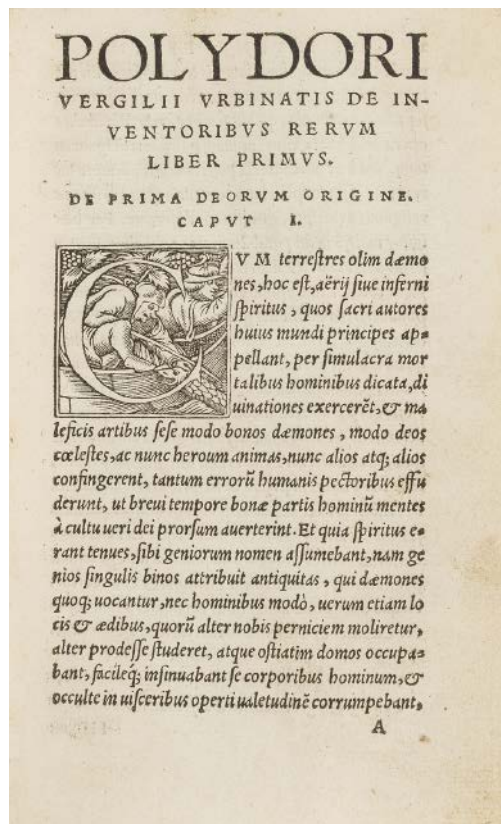 POLYDORI
VERGILII VRBINATIS DE IN-
VENTORIBVS RERVM
LIBER PRIMVS.
DE PRIMA DEORVM ORIGINE.
CAPVT I.
CVM terreſtres olim dæmo
nes, hoc eſt, aërij ſiue inferni
ſpiritus, quos ſacri autores
huius mundi principes ap-
pellant, per ſimulacra mor
talibus hominibus dicata, di
uinationes exercerēt, & ma
leficis artibus ſeſe modo bonos dæmones, modo deos
cœleſtes, ac nunc heroum animas, nunc alios atq; alios
confingerent, tantum errorū humanis pectoribus effu
derunt, ut breui tempore bonæ partis hominū mentes
à cultu ueri dei prorſum auerterint. Et quia ſpiritus e-
rant tenues, ſibi geniorum nomen aſſumebant, nam ge
nios ſingulis binos attribuit antiquitas, qui dæmones
quoq; uocantur, nec hominibus modò, uerum etiam lo
cis & ædibus, quorū alter nobis perniciem moliretur,
alter prodeſſe ſtuderet, atque oſtiatim domos occupa-
bant, facileq; inſinuabant ſe corporibus hominum, &
occulte in uiſceribus operti ualetudinē corrumpebant,
A